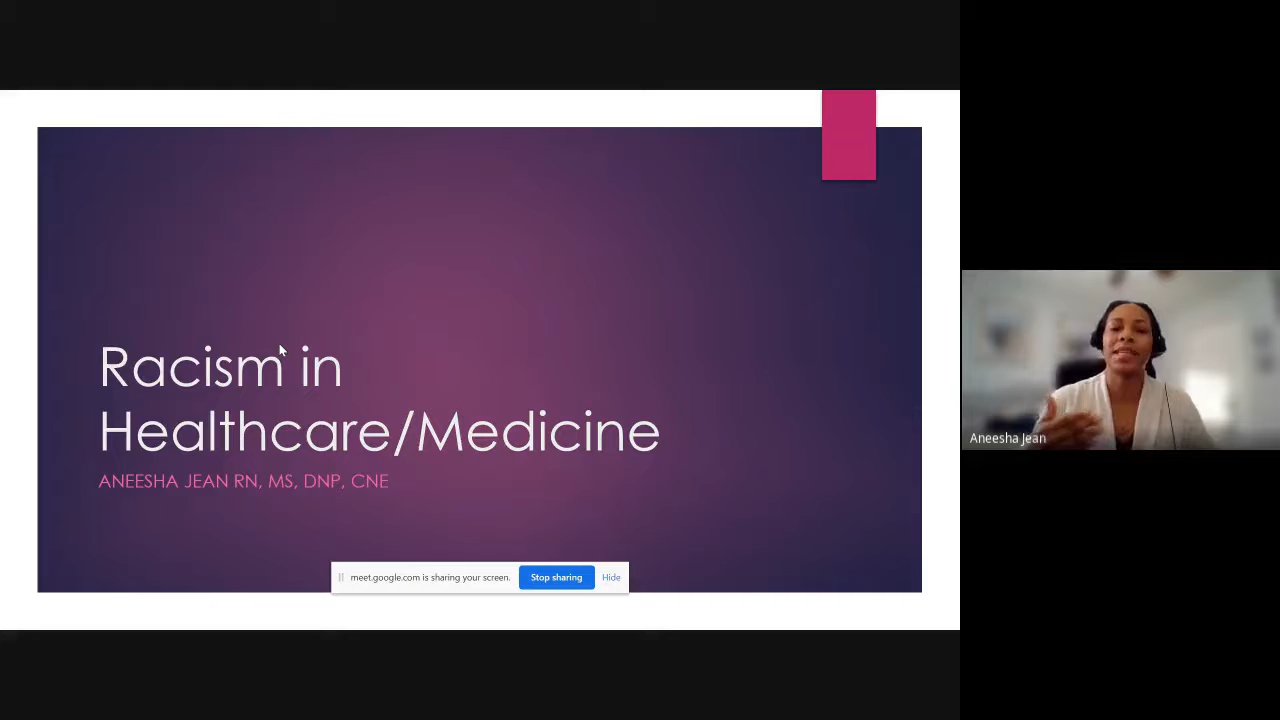 Racism in
Healthcare/Medicine
ANEESHA JEAN RN, MS, DNP, CNE
meet.google.com is sharing your screen. Stop sharing Hide
Aneesha Jean